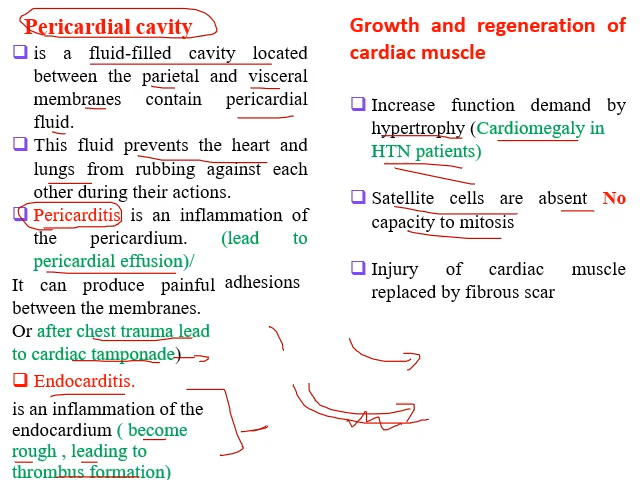 Pericardial cavity
is a fluid-filled cavity located
between the parietal and visceral
membranes contain pericardial
fluid.
This fluid prevents the heart and
lungs from rubbing against each
other during their actions.
Pericarditis is an inflammation of
the pericardium. (lead to
pericardial effusion)/
It can produce painful adhesions
between the membranes.
Or after chest trauma lead
to cardiac tamponade)
Endocarditis.
is an inflammation of the
endocardium ( become
rough , leading to
thrombus formation)
Growth and regeneration of
cardiac muscle
Increase function demand by
hypertrophy (Cardiomegaly in
HTN patients)
Satellite cells are absent No
capacity to mitosis
Injury of cardiac muscle
replaced by fibrous scar